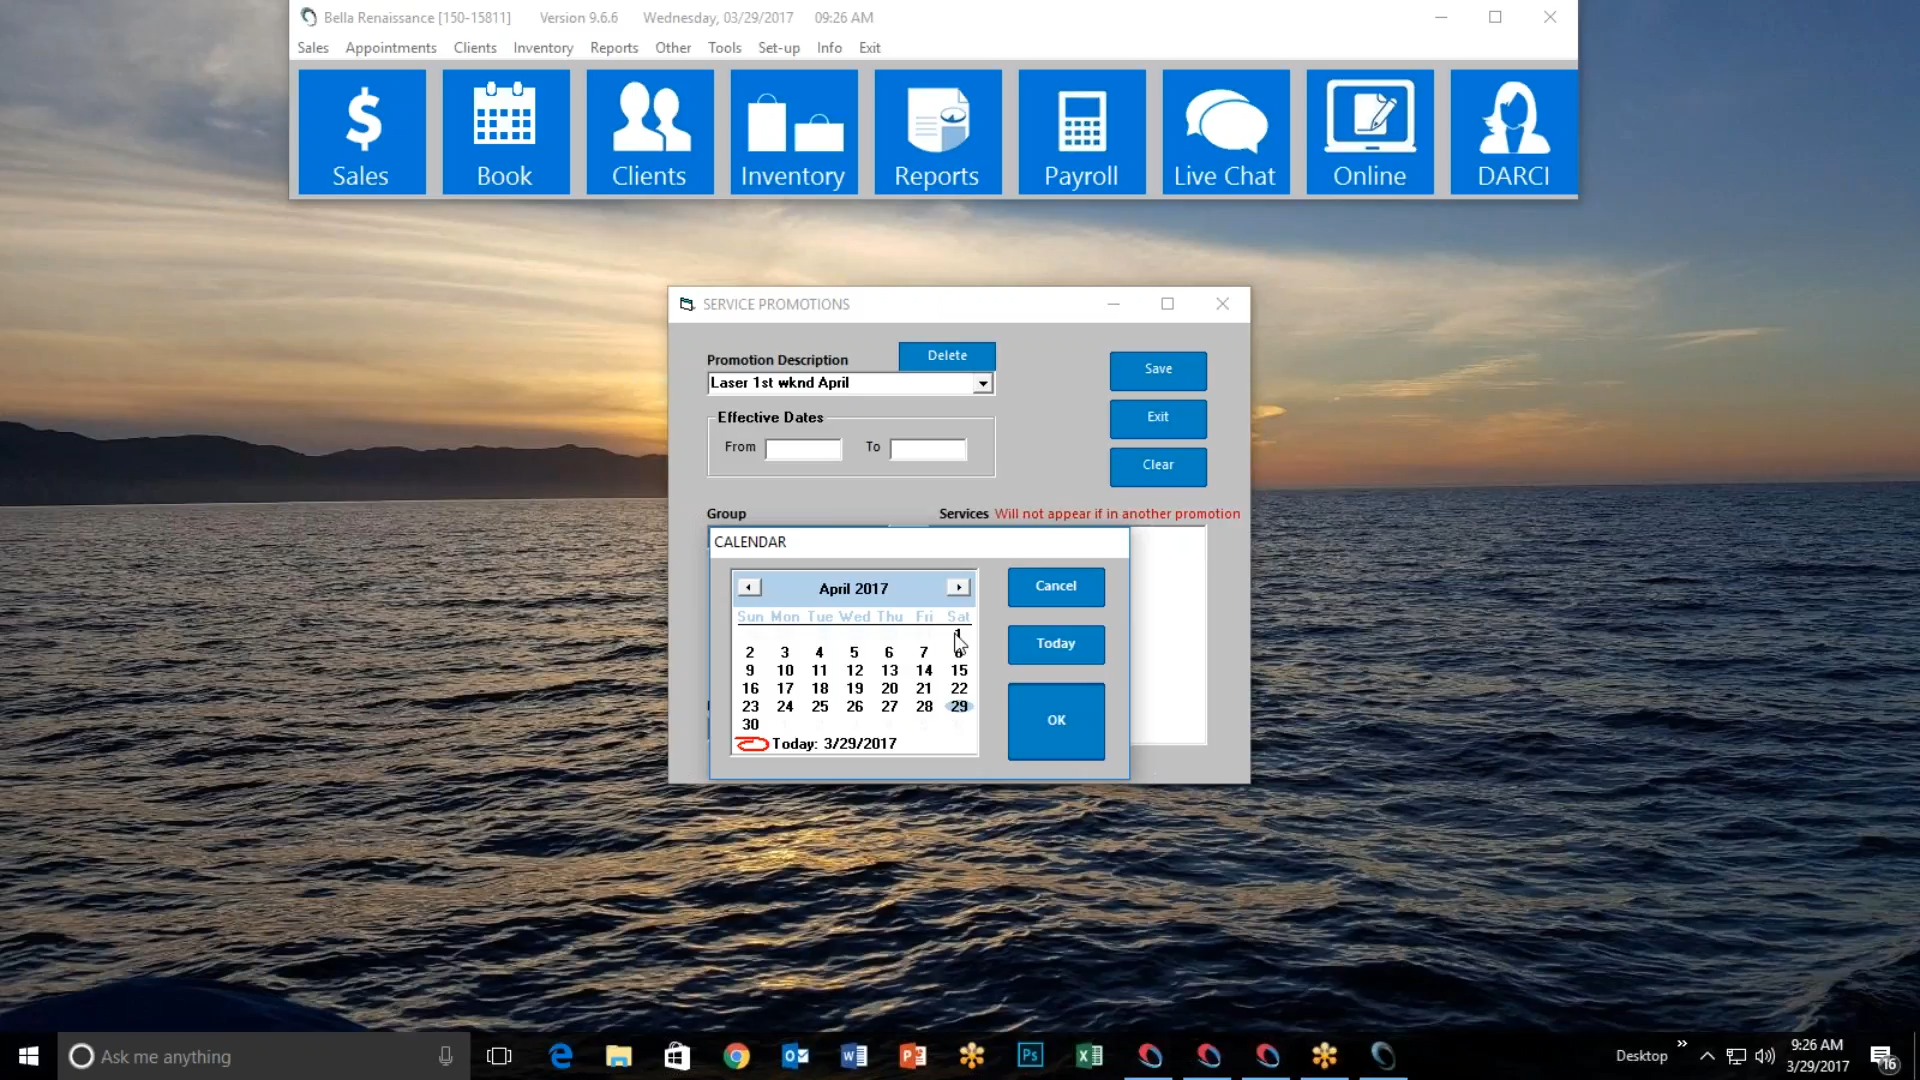 Bella Renaissance [150-15811] Version 9.6.6 Wednesday, 03/29/2017 09:26 AM
Sales Appointments Clients Inventory Reports Other Tools Set-up Info Exit
Sales Book Clients Inventory Reports Payroll Live Chat Online DARCI
SERVICE PROMOTIONS
Promotion Description
Delete
Laser 1st wknd April
Save
Effective Dates
Exit
From To
Clear
Group Services Will not appear if in another promotion
CALENDAR
April 2017
Cancel
Sun Mon Tue Wed Thu Fri Sat
1
2 3 4 5 6 7 8
9 10 11 12 13 14 15
16 17 18 19 20 21 22
23 24 25 26 27 28 29
30
Today: 3/29/2017
Today
OK
Ask me anything
Desktop
9:26 AM
3/29/2017
16